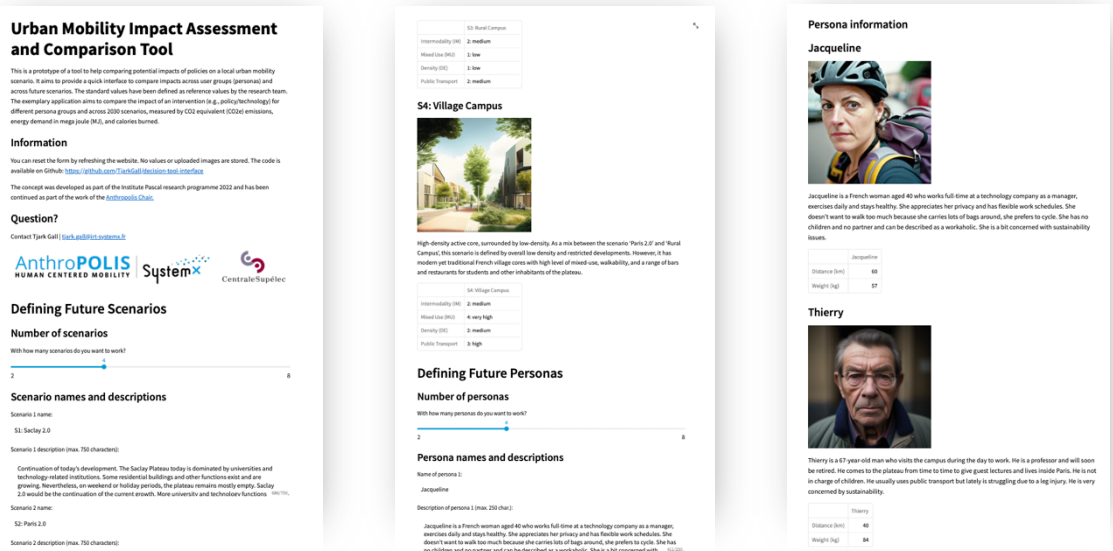 Urban Mobility Impact Assessment
and Comparison Tool
This is a prototype of a tool to help comparing potential impacts of policies on a local urban mobility
scenario. It aims to provide a quick interface to compare impacts across user groups (personas) and
across future scenarios. The standard values have been defined as reference values by the research team.
The exemplary application aims to compare the impact of an intervention (e.g., policy/technology) for
different persona groups and across 2030 scenarios, measured by CO2 equivalent (CO2e) emissions,
energy demand in mega joule (MJ), and calories burned.
Information
You can reset the form by refreshing the website. No values or uploaded images are stored. The code is
available on Github: https://github.com/TjarkGall/decision-tool-interface
The concept was developed as part of the Institute Pascal research programme 2022 and has been
continued as part of the work of the Anthropolis Chair.
Question?
Contact Tjark Gall | tjark.gall@irt-systemx.fr
AnthroPOLIS
HUMAN CENTERED MOBILITY
SystemX
CentraleSupélec
Defining Future Scenarios
Number of scenarios
With how many scenarios do you want to work?
4
2 8
Scenario names and descriptions
Scenario 1 name:
S1: Saclay 2.0
Scenario 1 description (max. 750 characters):
Continuation of today's development. The Saclay Plateau today is dominated by universities and
technology-related institutions. Some residential buildings and other functions exist and are
growing. Nevertheless, on weekend or holiday periods, the plateau remains mostly empty. Saclay
2.0 would be the continuation of the current growth. More university and technology functions
Scenario 2 name:
S2: Paris 2.0
Scenario 2 description (max. 750 characters):
S3: Rural Campus
Intermodality (IM) 2: medium
Mixed Use (MU) 1: low
Density (DE) 1: low
Public Transport 2: medium
S4: Village Campus
High-density active core, surrounded by low-density. As a mix between the scenario 'Paris 2.0' and 'Rural
Campus', this scenario is defined by overall low density and restricted developments. However, it has
modern yet traditional French village cores with high level of mixed-use, walkability, and a range of bars
and restaurants for students and other inhabitants of the plateau.
S4: Village Campus
Intermodality (IM) 2: medium
Mixed Use (MU) 4: very high
Density (DE) 2: medium
Public Transport 3: high
Defining Future Personas
Number of personas
With how many personas do you want to work?
4
2 8
Persona names and descriptions
Name of persona 1:
Jacqueline
Description of persona 1 (max. 250 char.):
Jacqueline is a French woman aged 40 who works full-time at a technology company as a manager,
exercises daily and stays healthy. She appreciates her privacy and has flexible work schedules. She
doesn't want to walk too much because she carries lots of bags around, she prefers to cycle. She has
no children and no partner and can be described as a workaholic. She is a bit concerned with
Persona information
Jacqueline
Jacqueline is a French woman aged 40 who works full-time at a technology company as a manager,
exercises daily and stays healthy. She appreciates her privacy and has flexible work schedules. She
doesn't want to walk too much because she carries lots of bags around, she prefers to cycle. She has no
children and no partner and can be described as a workaholic. She is a bit concerned with sustainability
issues.
Jacqueline
Distance (km) 60
Weight (kg) 57
Thierry
Thierry is a 67-year-old man who visits the campus during the day to work. He is a professor and will soon
be retired. He comes to the plateau from time to time to give guest lectures and lives inside Paris. He is not
in charge of children. He usually uses public transport but lately is struggling due to a leg injury. He is very
concerned by sustainability.
Thierry
Distance (km) 40
Weight (kg) 84